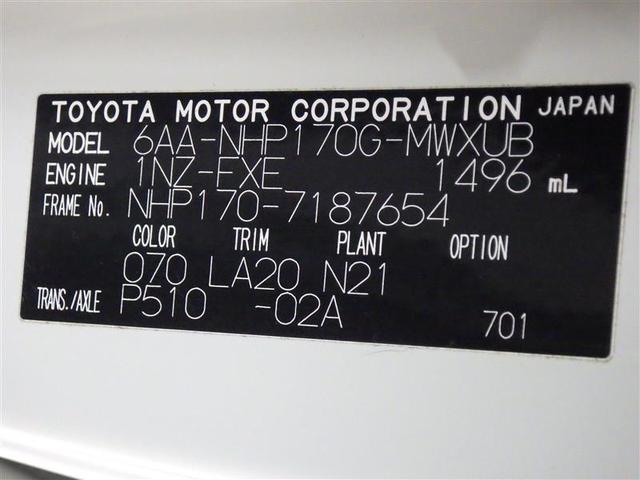 TOYOTA MOTOR CORPORATION JAPAN
MODEL 6AA-NHP170G-MWXUB
ENGINE 1NZ-FXE 1496 mL
FRAME No. NHP170-7187654
COLOR TRIM PLANT OPTION
070 LA20 N21
TRANS./AXLE P510 -02A
701